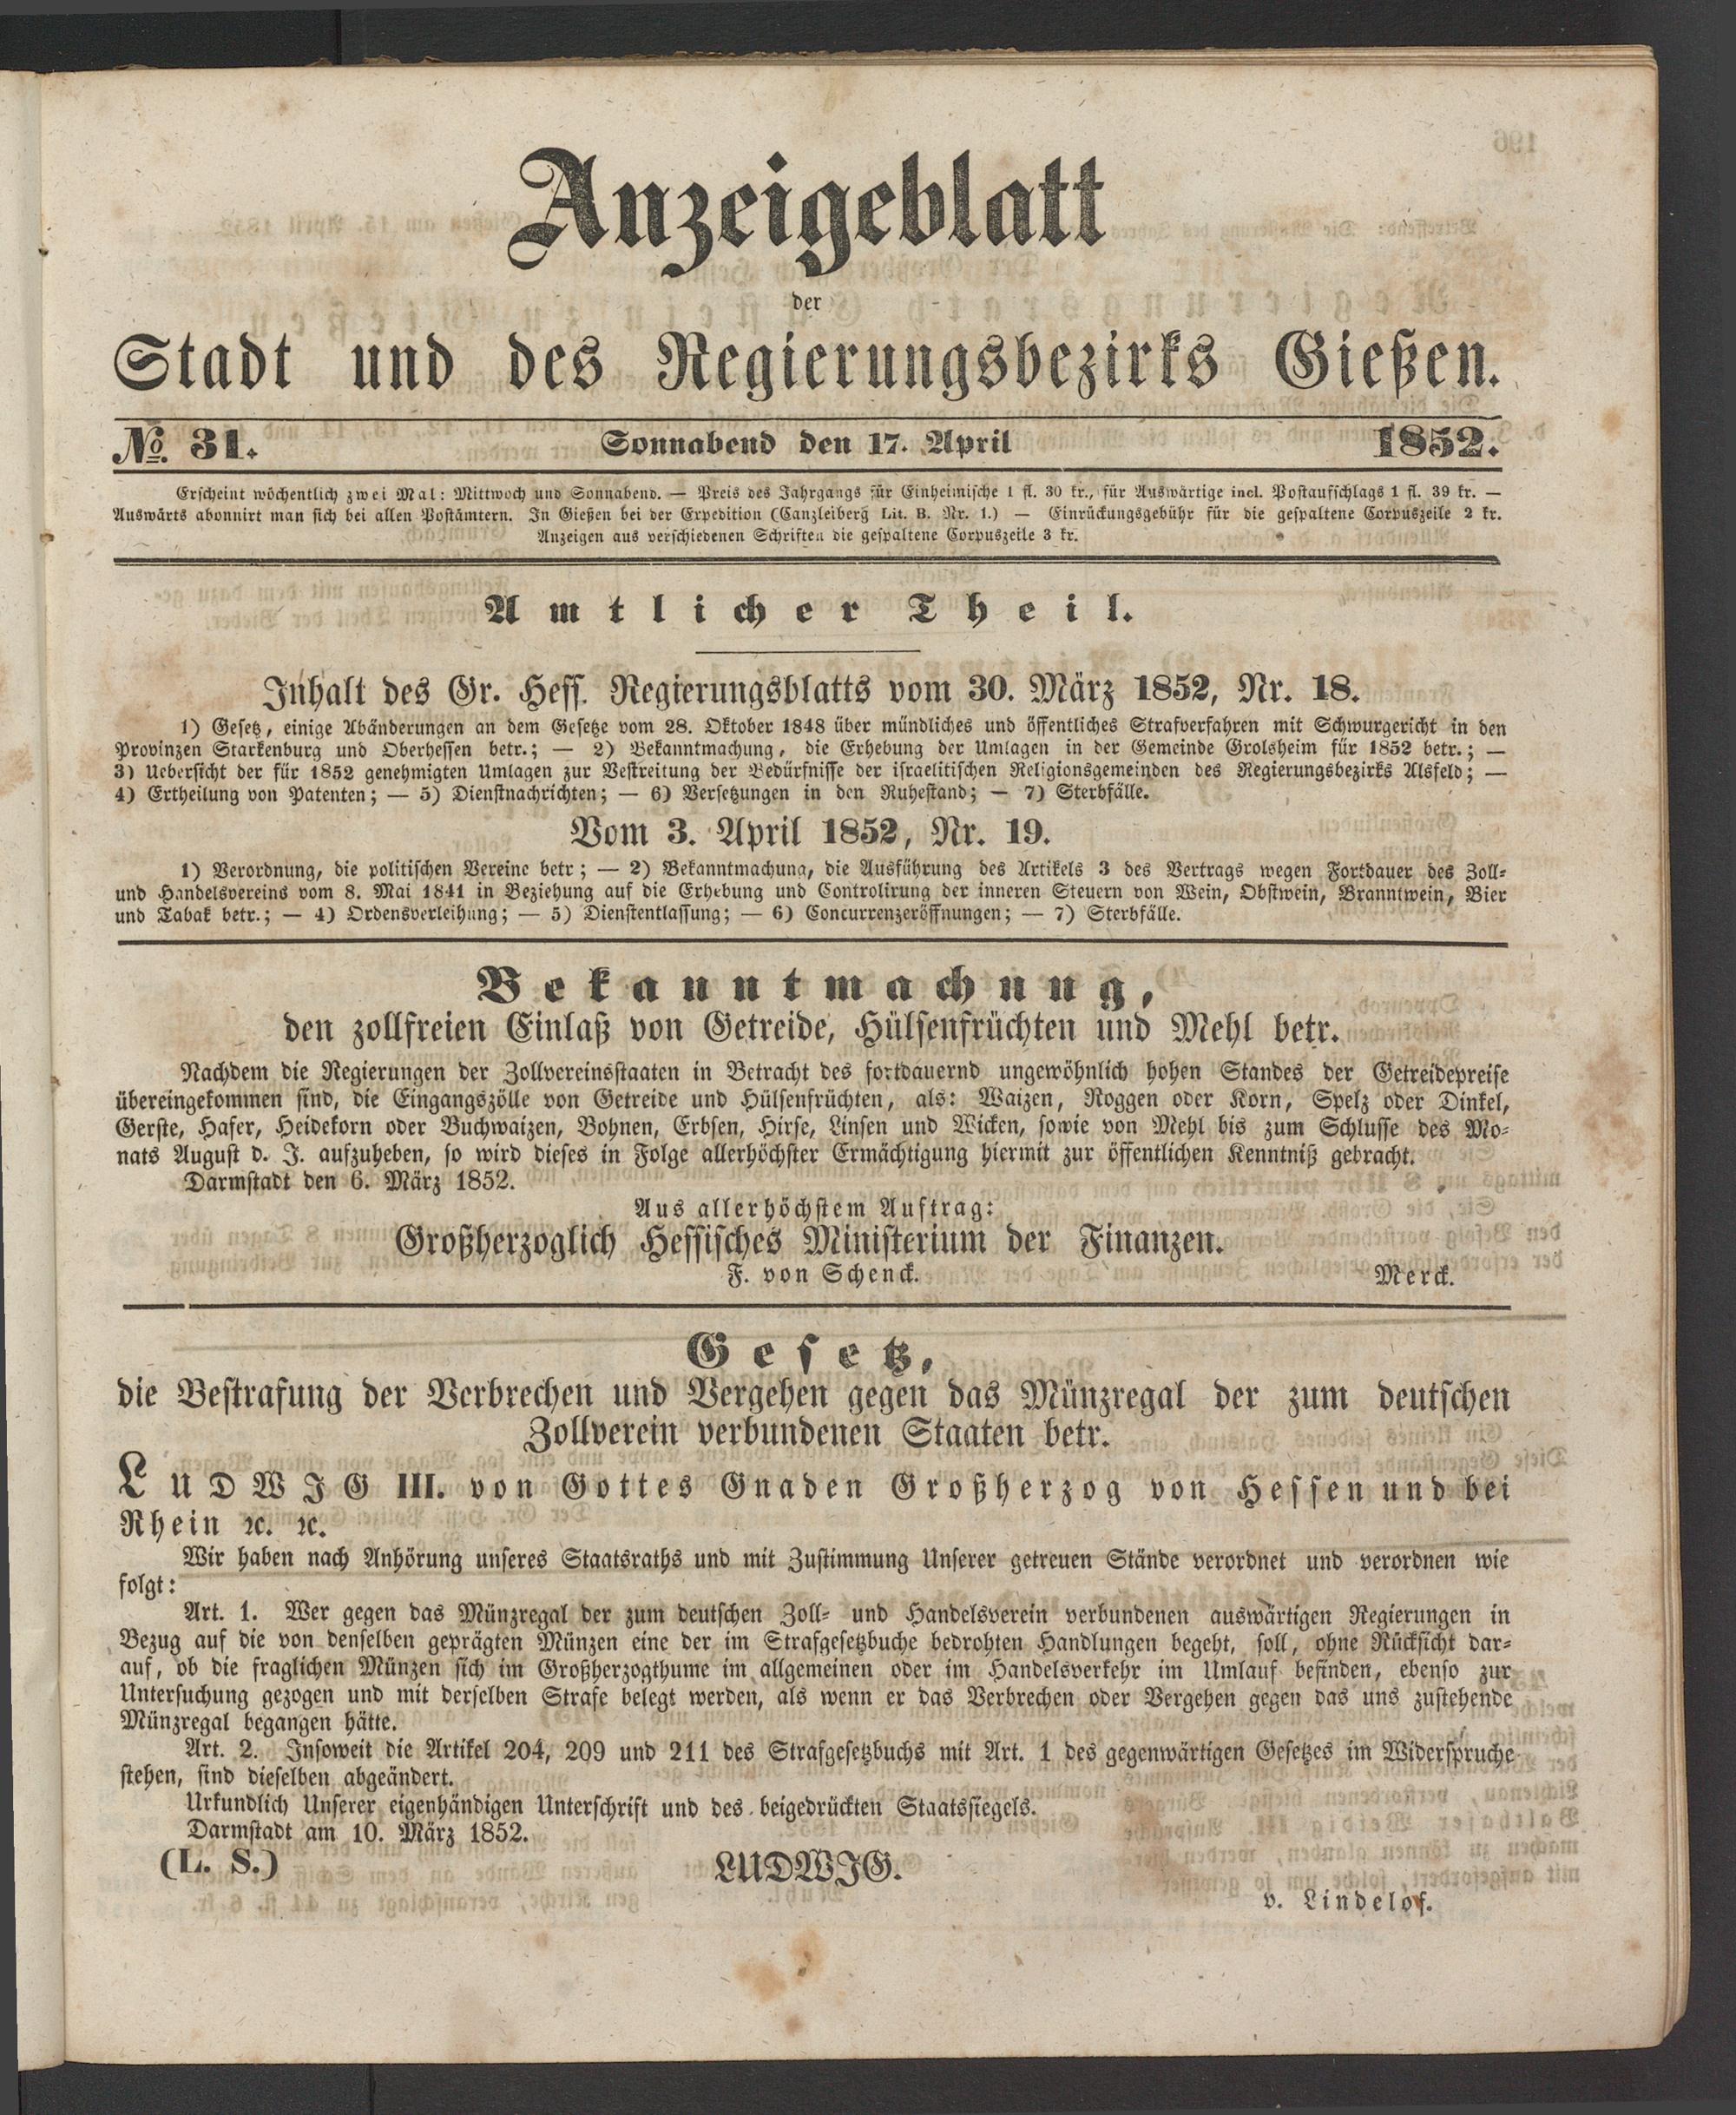 Anzeigeblatt
der
Stadt und des Regierungsbezirks Gießen.
No. 31. Sonnabend den 17. April 1852.
Erscheint wöchentlich zwei Mal: Mittwoch und Sonnabend. — Preis des Jahrgangs für Einheimische 1 fl. 30 kr., für Auswärtige incl. Postaufschlags 1 fl. 39 kr. —
Auswärts abonnirt man sich bei allen Postämtern. In Gießen bei der Expedition (Canzleiberg Lit. B. Nr. 1.) — Einrückungsgebühr für die gespaltene Corpuszeile 2 kr.
Anzeigen aus verschiedenen Schriften die gespaltene Corpuszeile 3 kr.
Amtlicher Theil.
Inhalt des Gr. Hess. Regierungsblatts vom 30. März 1852, Nr. 18.
1) Gesetz, einige Abänderungen an dem Gesetze vom 28. Oktober 1848 über mündliches und öffentliches Strafverfahren mit Schwurgericht in den
Provinzen Starkenburg und Oberhessen betr.; — 2) Bekanntmachung, die Erhebung der Umlagen in der Gemeinde Grolsheim für 1852 betr.; —
3) Uebersicht der für 1852 genehmigten Umlagen zur Bestreitung der Bedürfnisse der israelitischen Religionsgemeinden des Regierungsbezirks Alsfeld; —
4) Ertheilung von Patenten; — 5) Dienstnachrichten; — 6) Versetzungen in den Ruhestand; — 7) Sterbfälle.
Vom 3. April 1852, Nr. 19.
1) Verordnung, die politischen Vereine betr; — 2) Bekanntmachung, die Ausführung des Artikels 3 des Vertrags wegen Fortdauer des Zoll-
und Handelsvereins vom 8. Mai 1841 in Beziehung auf die Erhebung und Controlirung der inneren Steuern von Wein, Obstwein, Branntwein, Bier
und Tabak betr.; — 4) Ordensverleihung; — 5) Dienstentlassung; — 6) Concurrenzeröffnungen; — 7) Sterbfälle.
Bekanntmachnug,
den zollfreien Einlaß von Getreide, Hülsenfrüchten und Mehl betr.
Nachdem die Regierungen der Zollvereinsstaaten in Betracht des fortdauernd ungewöhnlich hohen Standes der Getreidepreise
übereingekommen sind, die Eingangszölle von Getreide und Hülsenfrüchten, als: Waizen, Roggen oder Korn, Spelz oder Dinkel,
Gerste, Hafer, Heidekorn oder Buchwaizen, Bohnen, Erbsen, Hirse, Linsen und Wicken, sowie von Mehl bis zum Schlusse des Mo-
nats August d. J. aufzuheben, so wird dieses in Folge allerhöchster Ermächtigung hiermit zur öffentlichen Kenntniß gebracht.
Darmstadt den 6. März 1852.
Aus allerhöchstem Auftrag:
Großherzoglich Hessisches Ministerium der Finanzen.
F. von Schenck. Merck.
Gesetz,
die Bestrafung der Verbrechen und Vergehen gegen das Münzregal der zum deutschen
Zollverein verbundenen Staaten betr.
LUDWIG III. von Gottes Gnaden Großherzog von Hessen und bei
Rhein ꝛc. ꝛc.
Wir haben nach Anhörung unseres Staatsraths und mit Zustimmung Unserer getreuen Stände verordnet und verordnen wie
folgt:
Art. 1. Wer gegen das Münzregal der zum deutschen Zoll- und Handelsverein verbundenen auswärtigen Regierungen in
Bezug auf die von denselben geprägten Münzen eine der im Strafgesetzbuche bedrohten Handlungen begeht, soll, ohne Rücksicht dar-
auf, ob die fraglichen Münzen sich im Großherzogthume im allgemeinen oder im Handelsverkehr im Umlauf befinden, ebenso zur
Untersuchung gezogen und mit derselben Strafe belegt werden, als wenn er das Verbrechen oder Vergehen gegen das uns zustehende
Münzregal begangen hätte.
Art. 2. Insoweit die Artikel 204, 209 und 211 des Strafgesetzbuchs mit Art. 1 des gegenwärtigen Gesetzes im Widerspruche
stehen, sind dieselben abgeändert.
Urkundlich Unserer eigenhändigen Unterschrift und des beigedrückten Staatssiegels.
Darmstadt am 10. März 1852.
(L. S.) LUDWIG.
v. Lindelof.